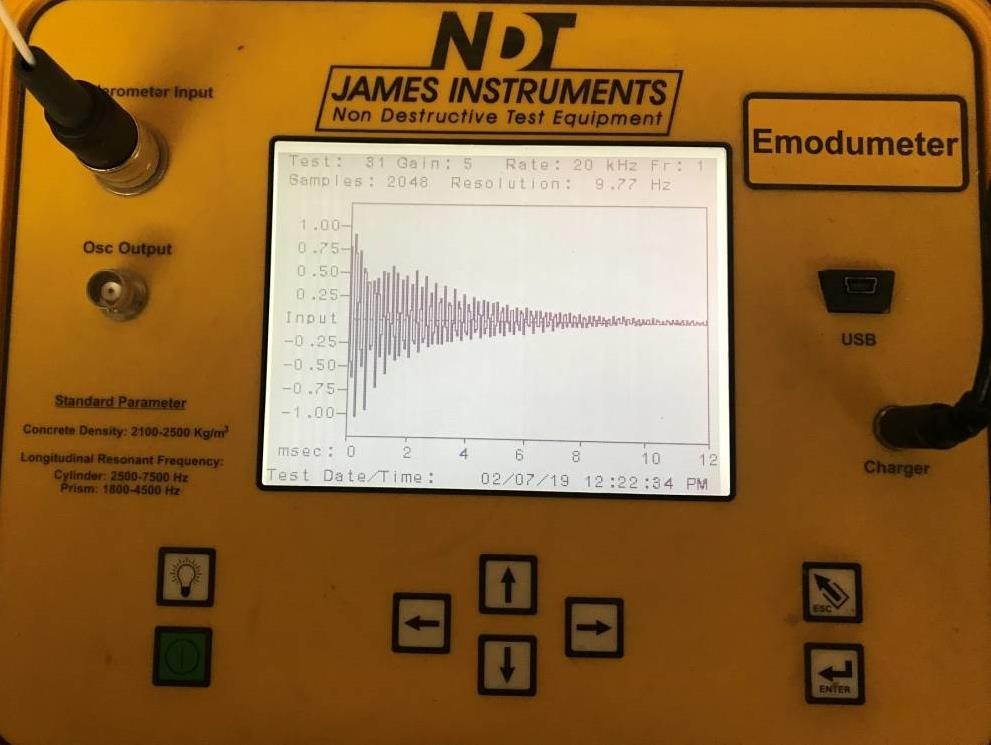 NDT
JAMES INSTRUMENTS
Non Destructive Test Equipment
Emodumeter
Input
Osc Output
Standard Parameter
Concrete Density: 2100-2500 Kg/m³
Longitudinal Resonant Frequency:
Cylinder: 2500-7500 Hz
Prism: 1800-4500 Hz
Test: 31 Gain: 5 Rate: 20 kHz Fr: 1
Samples: 2048 Resolution: 9.77 Hz
1.00
0.75
0.50
0.25
Input
-0.25
-0.50
-0.75
-1.00
msec: 0 2 4 6 8 10 12
Test Date/Time: 02/07/19 12:22:34 PM
USB
Charger
ESC
ENTER